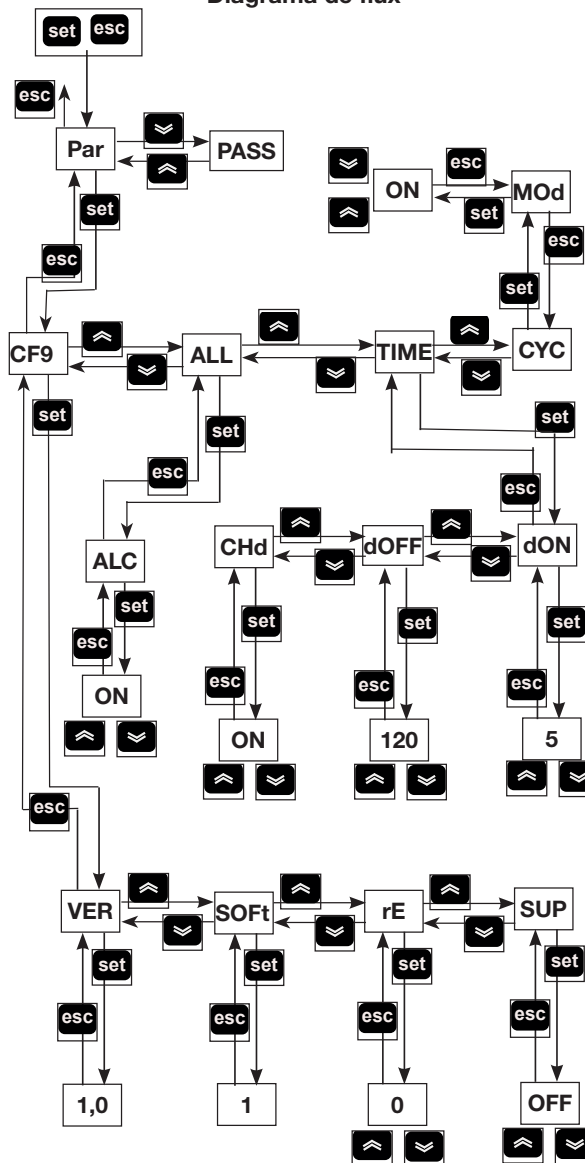 Diagrama de flux
set esc
esc
Par PASS
set
esc
ON esc MOd
set
esc
set
CF9 ALL TIME CYC
set
set
set
esc
esc
CHd dOFF dON
ALC
set
set set set
esc
esc esc esc
ON
ON 120 5
esc
VER SOFt rE SUP
set set set set
esc esc esc esc
1,0 1 0 OFF